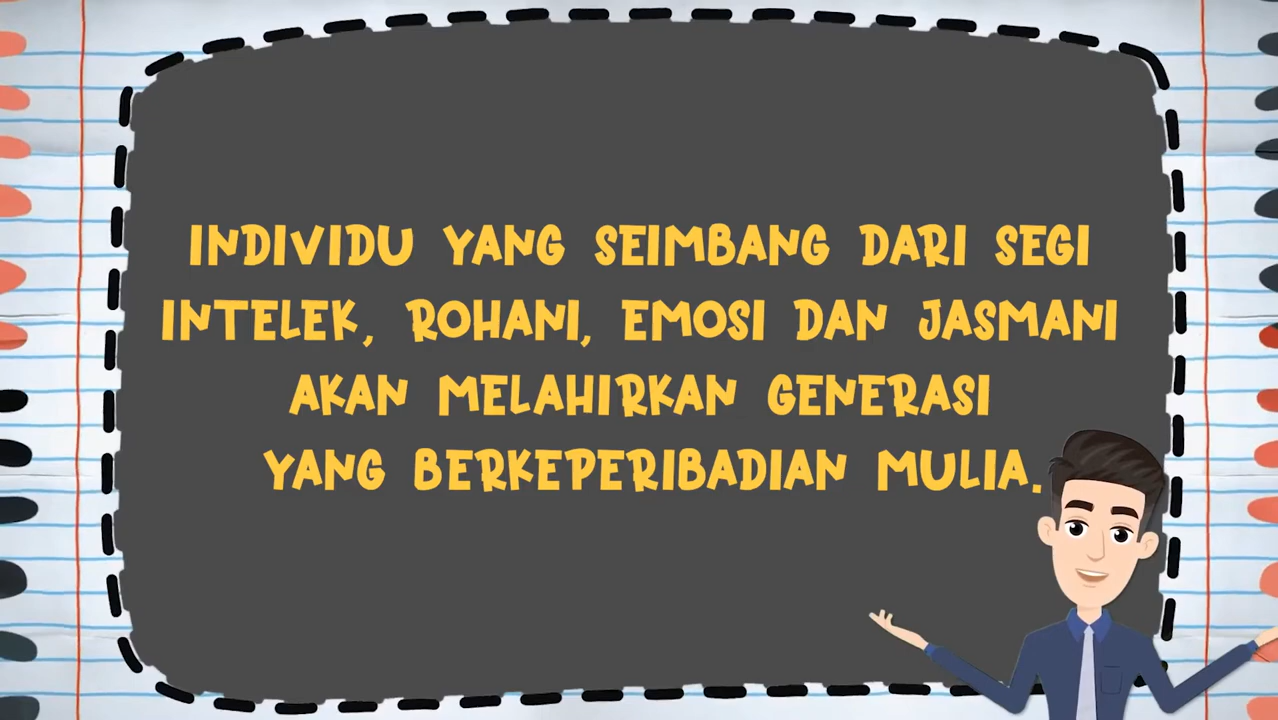 INDIVIDU YANG SEIMBANG DARI SEGI
INTELEK, ROHANI, EMOSI DAN JASMANI
AKAN MELAHIRKAN GENERASI
YANG BERKEPERIBADIAN MULIA.